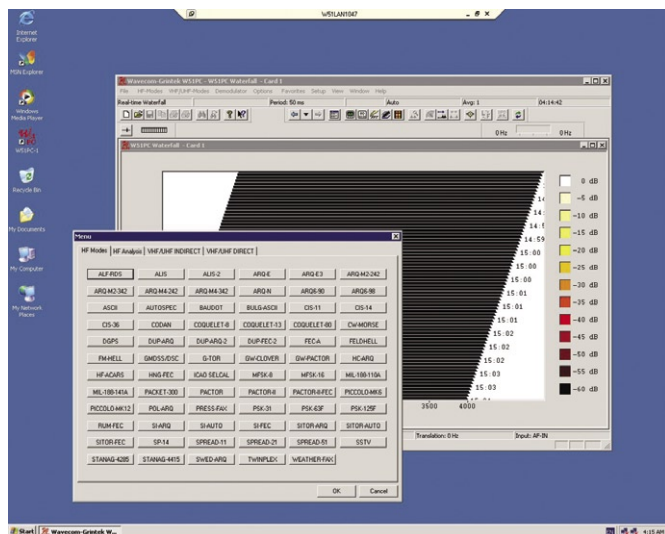 W51LAN1047
Internet
Explorer
MSN Explorer
Windows
Media Player
W51PC-1
Recycle Bin
My Documents
My Computer
My Network
Places
Wavecom-Grintek W51PC - W51PC Waterfall - Card 1
File HF-Modes VHF/UHF-Modes Demodulator Options Favorites Setup View Window Help
Real-time Waterfall Period: 50 ms Auto Avg: 1 04:14:42
0 Hz 0 Hz
W51PC Waterfall - Card 1
0 dB
-5 dB
-10 dB
-15 dB
-20 dB
-25 dB
-30 dB
-35 dB
-40 dB
-45 dB
-50 dB
-55 dB
-60 dB
14:59
15:00
15:00
15:00
15:01
15:01
15:02
15:02
15:02
15:03
15:03
3500 4000
Translation: 0 Hz Input: AF-IN
Menu
HF Modes HF Analysis VHF/UHF INDIRECT VHF/UHF DIRECT
ALF-RDS ALIS ALIS-2 ARQ-E ARQ-E3 ARQ-M2-242
ARQ-M2-342 ARQ-M4-242 ARQ-M4-342 ARQ-N ARQ6-90 ARQ6-98
ASCII AUTOSPEC BAUDOT BULG-ASCII CIS-11 CIS-14
CIS-36 CODAN COQUELET-8 COQUELET-13 COQUELET-80 CW-MORSE
DGPS DUP-ARQ DUP-ARQ-2 DUP-FEC-2 FEC-A FELDHELL
FM-HELL GMDSS/DSC G-TOR GW-CLOVER GW-PACTOR HC-ARQ
HF-ACARS HNG-FEC ICAO SELCAL MFSK-8 MFSK-16 MIL-188-110A
MIL-188-141A PACKET-300 PACTOR PACTOR-II PACTOR-II-FEC PICCOLO-MK6
PICCOLO-MK12 POL-ARQ PRESS-FAX PSK-31 PSK-63F PSK-125F
RUM-FEC SI-ARQ SI-AUTO SI-FEC SITOR-ARQ SITOR-AUTO
SITOR-FEC SP-14 SPREAD-11 SPREAD-21 SPREAD-51 SSTV
STANAG-4285 STANAG-4415 SWED-ARQ TWINPLEX WEATHER-FAX
OK Cancel
Start Wavecom-Grintek W... 4:15 AM